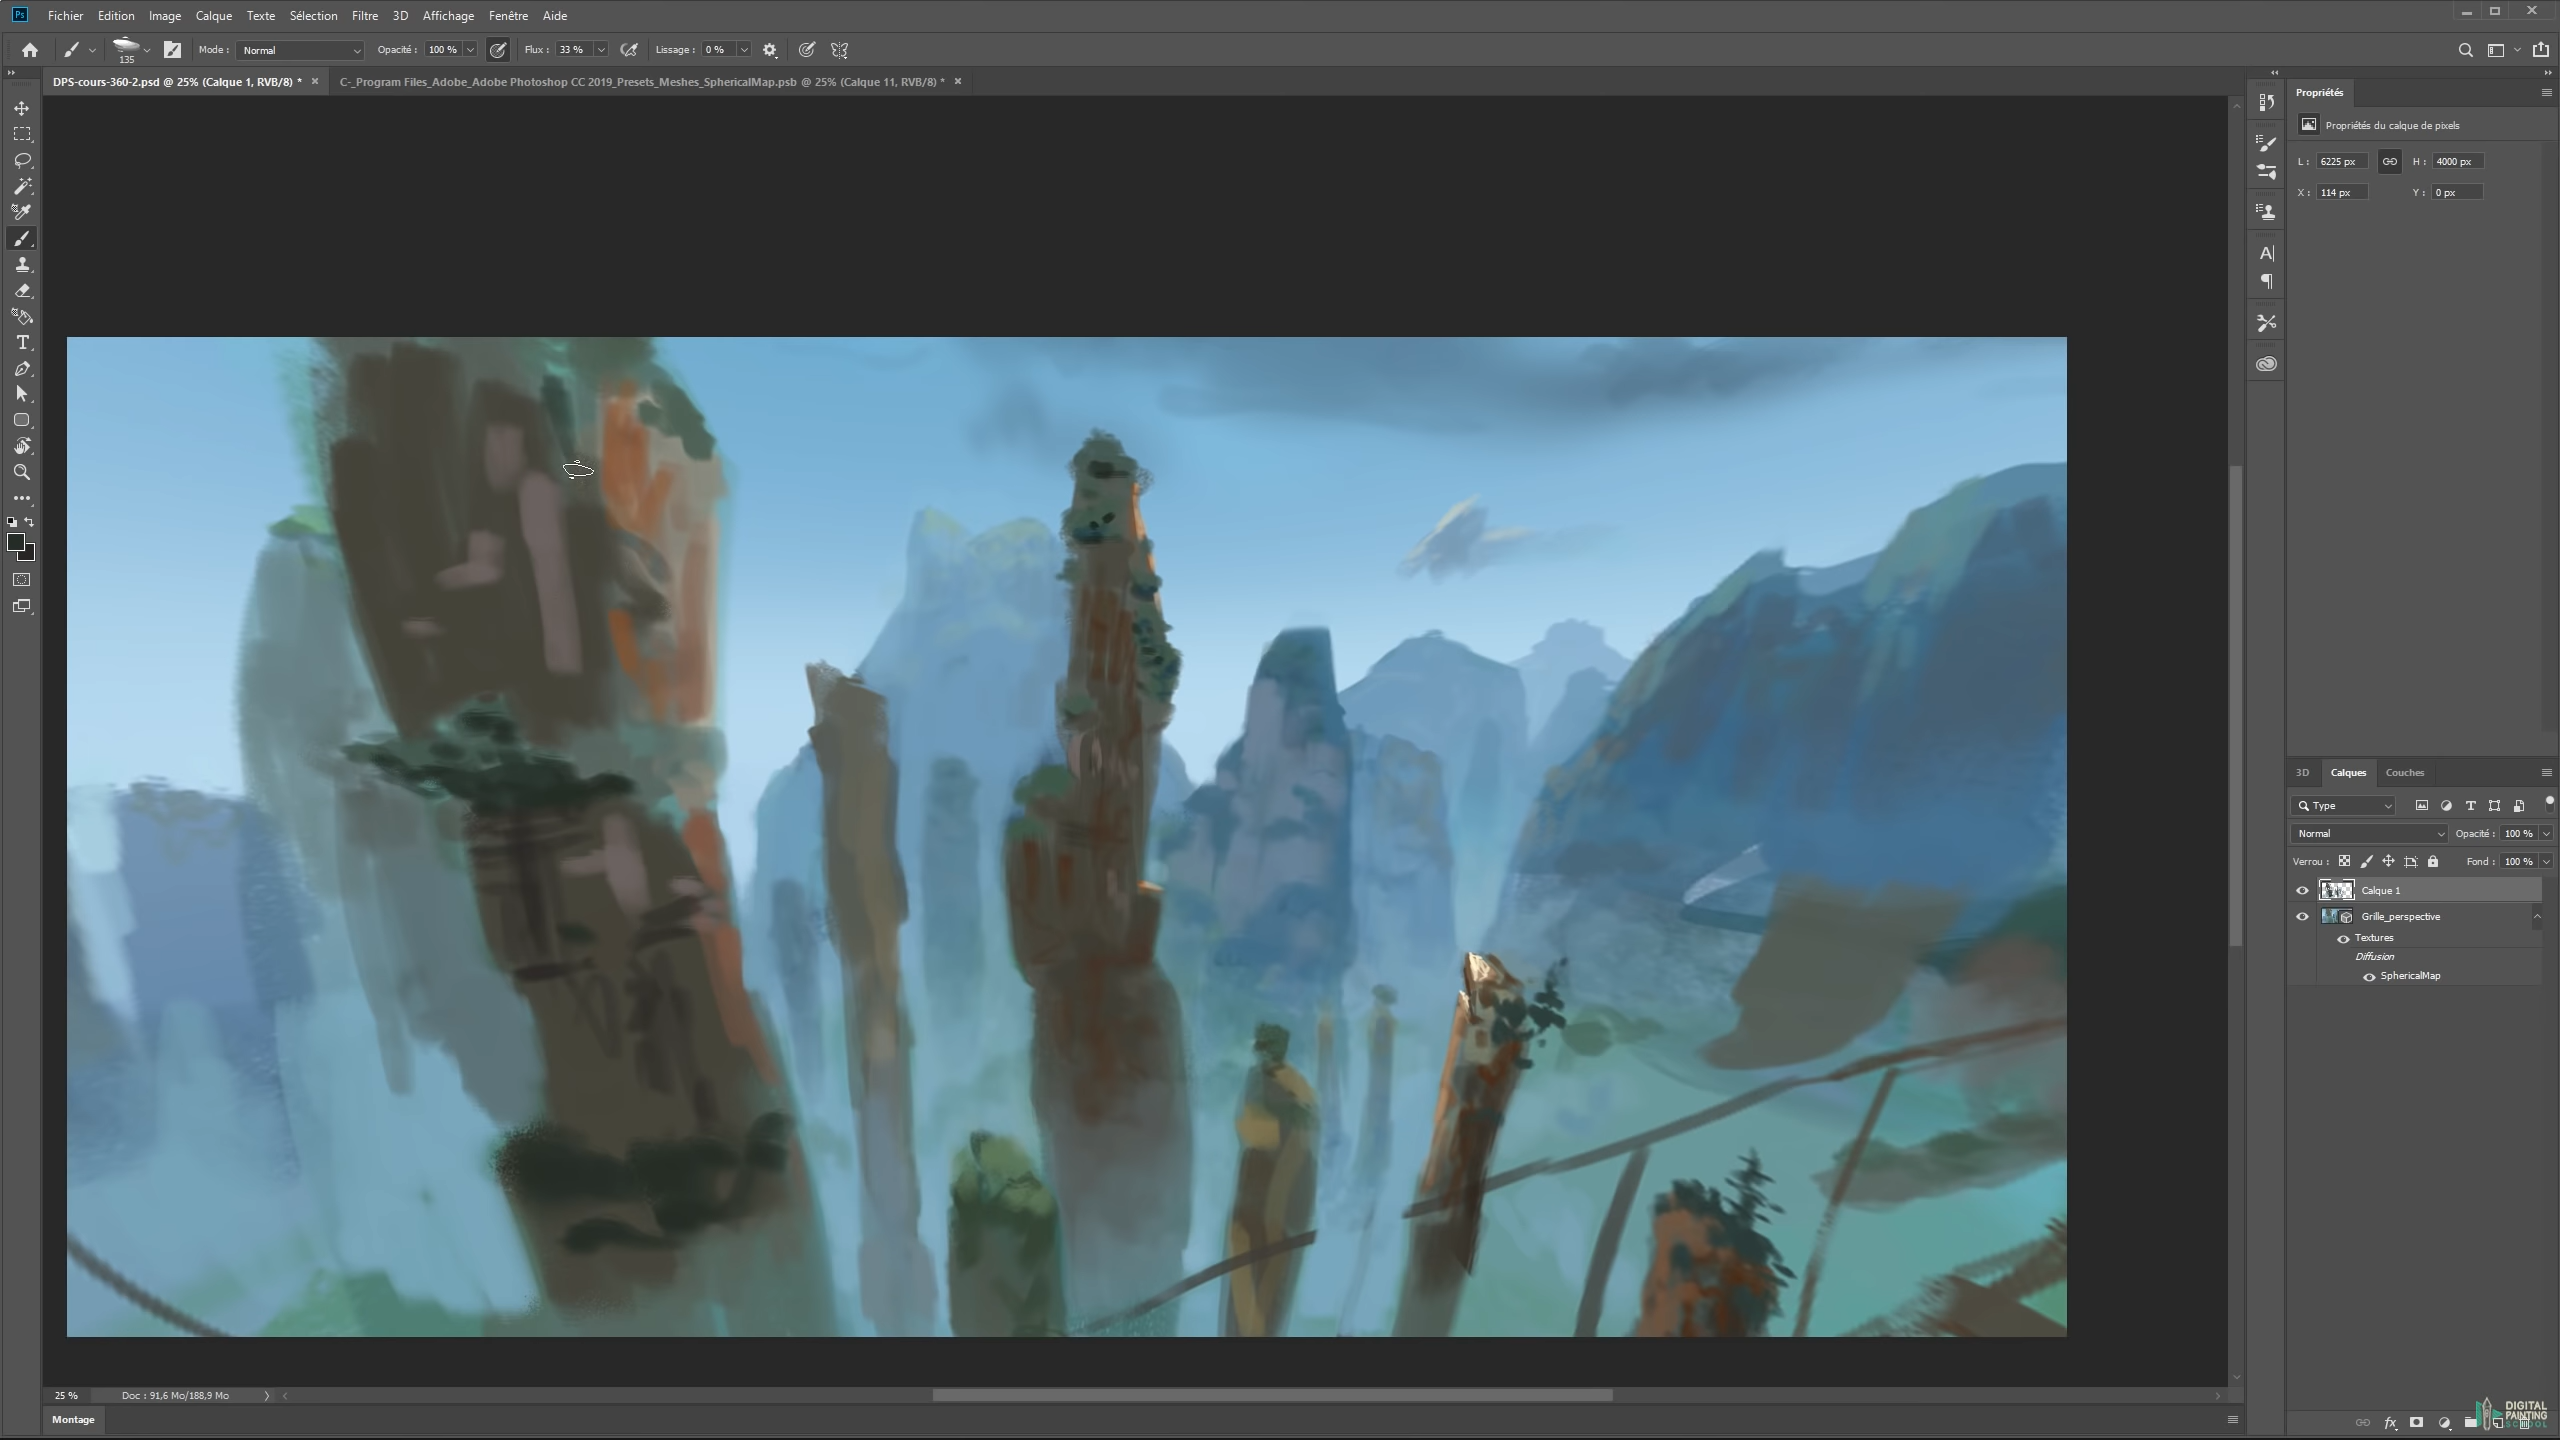 Ps Fichier Edition Image Calque Texte Sélection Filtre 3D Affichage Fenêtre Aide
135 Mode : Normal Opacité : 100 % Flux : 33 % Lissage : 0 %
DPS-cours-360-2.psd @ 25% (Calque 1, RVB/8) * C-_Program Files_Adobe_Adobe Photoshop CC 2019_Presets_Meshes_SphericalMap.psb @ 25% (Calque 11, RVB/8) *
Propriétés
Propriétés du calque de pixels
L : 6225 px H : 4000 px
X : 114 px Y : 0 px
3D Calques Couches
Type
Normal Opacité : 100 %
Verrou : Fond : 100 %
Calque 1
Grille_perspective
Textures
Diffusion
SphericalMap
25 % Doc : 91,6 Mo/188,9 Mo
Montage
fx
DIGITAL
PAINTING
SCHOOL